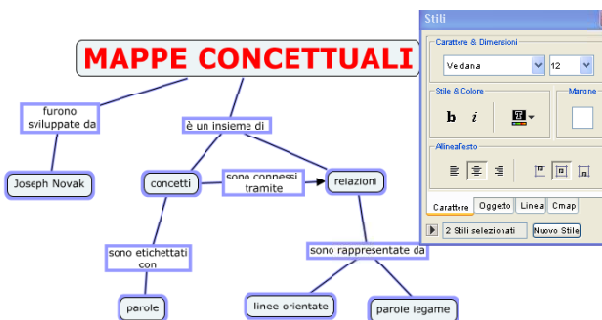 MAPPE CONCETTUALI
furono
sviluppate da
è un insieme di
Joseph Novak
concetti
sono connessi
tramite
relazioni
sono etichettati
con
sono rappresentate da
parole
linee orientate
parole legame
Stili
Carattere & Dimensioni
Vedana 12
Stile & Colore
Marone
b i T
Allineafesto
Carattere Oggetto Linea Cmap
2 Stili selezionati Nuovo Stile